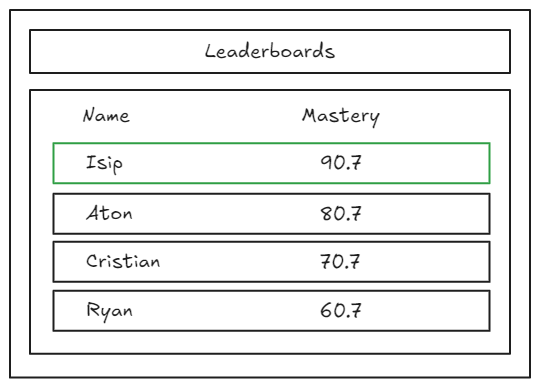 Leaderboards
Name Mastery
Isip 90.7
Aton 80.7
Cristian 70.7
Ryan 60.7